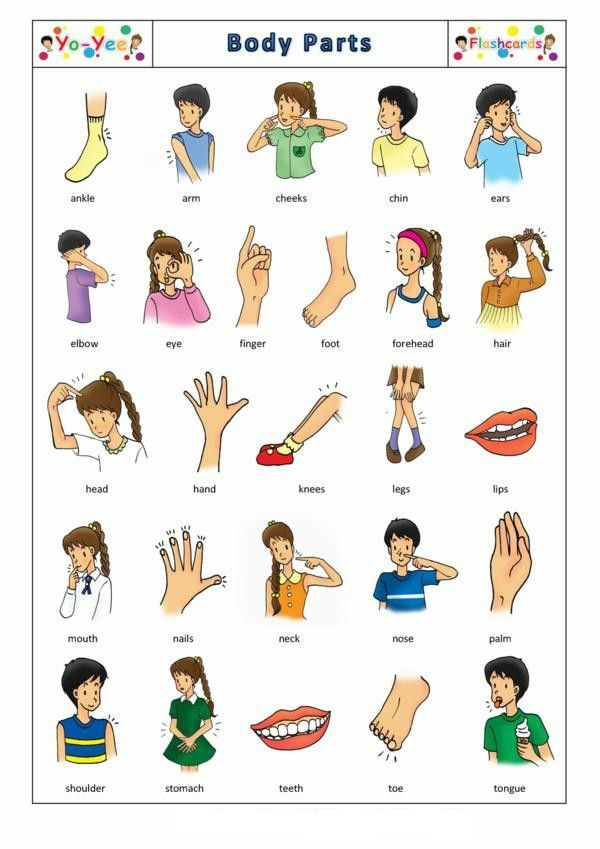 Yo-Yee
Body Parts
Flashcards
ankle
arm
cheeks
chin
ears
elbow
eye
finger
foot
forehead
hair
head
hand
knees
legs
lips
mouth
nails
neck
nose
palm
shoulder
stomach
teeth
toe
tongue